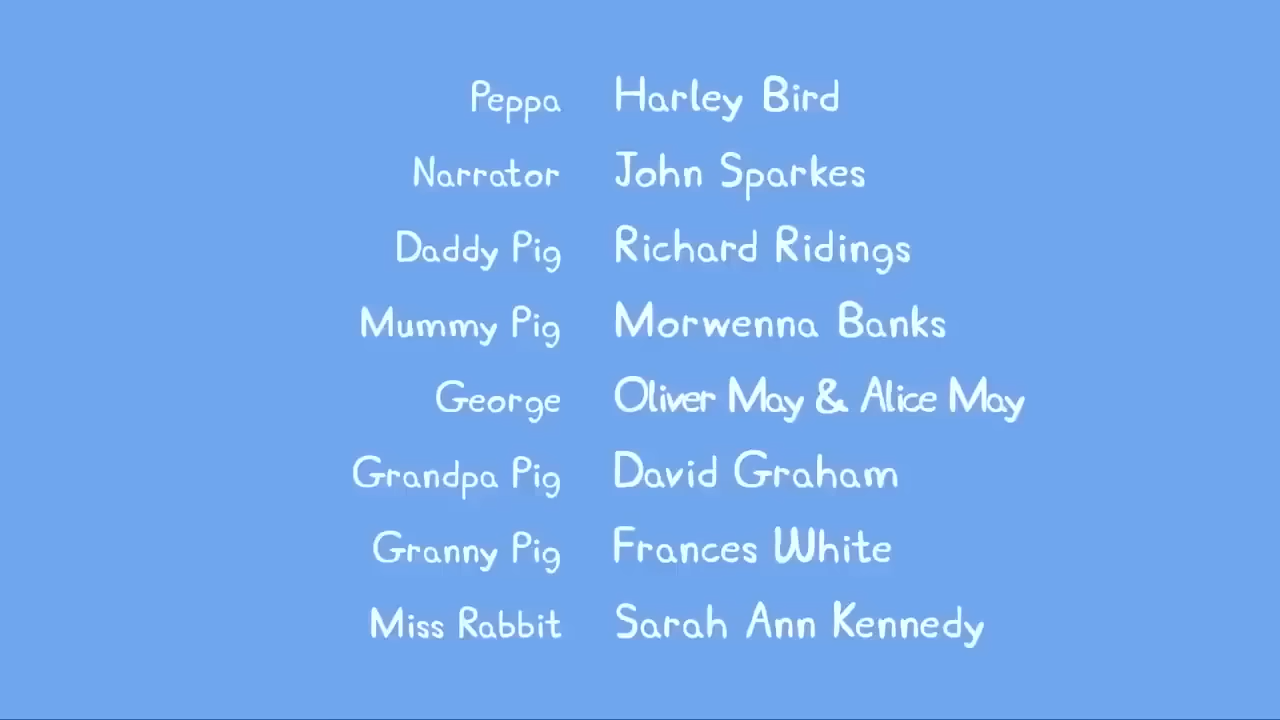 Peppa Harley Bird
Narrator John Sparkes
Daddy Pig Richard Ridings
Mummy Pig Morwenna Banks
George Oliver May & Alice May
Grandpa Pig David Graham
Granny Pig Frances White
Miss Rabbit Sarah Ann Kennedy